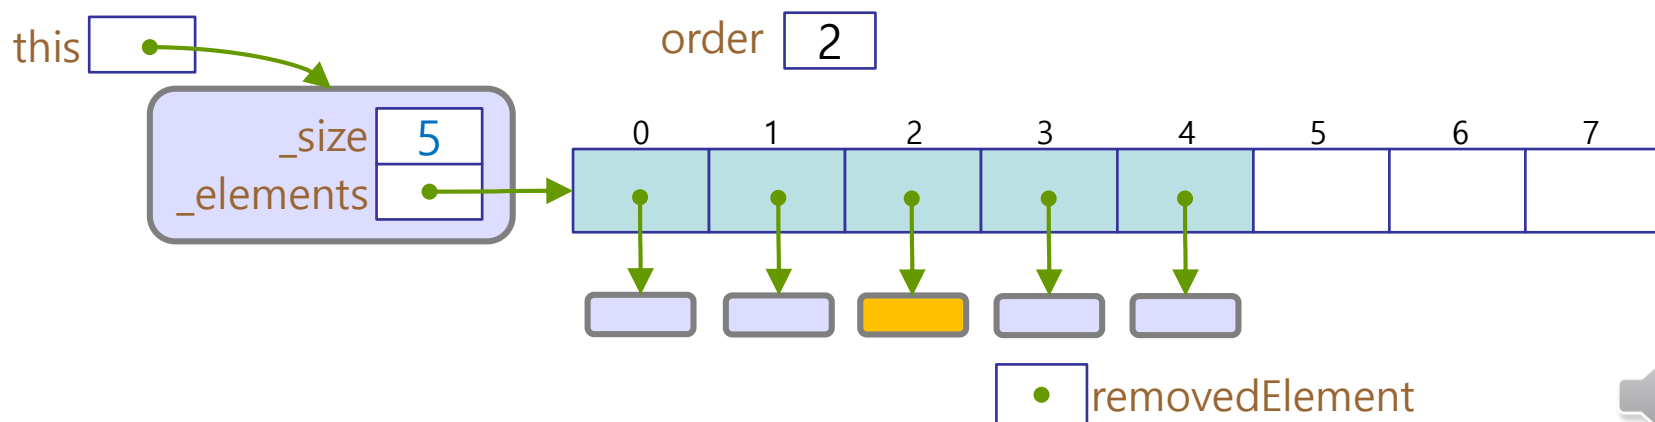 this
order 2
_size 5
_elements
0 1 2 3 4 5 6 7
removedElement